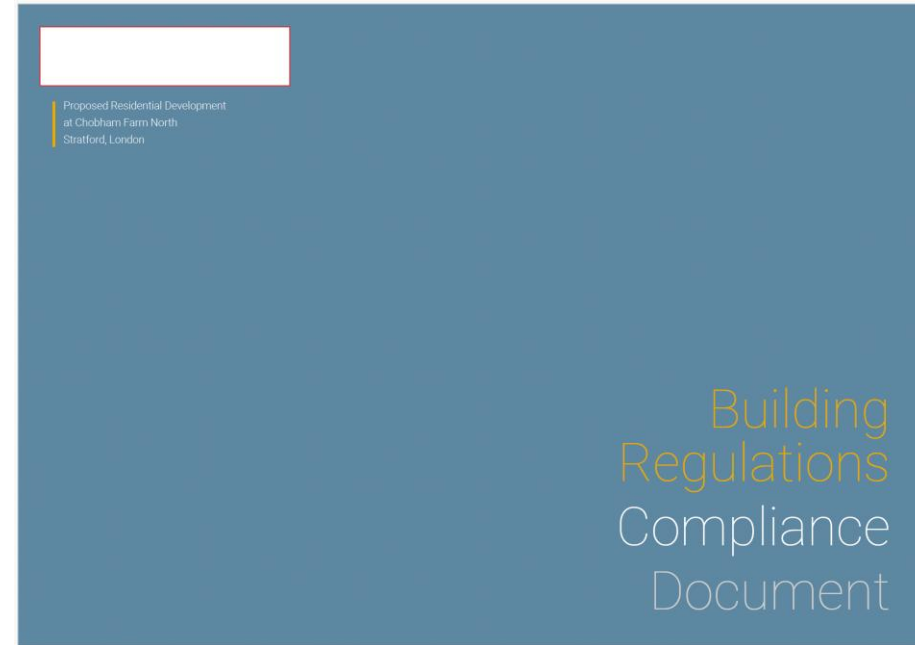 Proposed Residential Development
at Chobham Farm North
Stratford, London
Building
Regulations
Compliance
Document